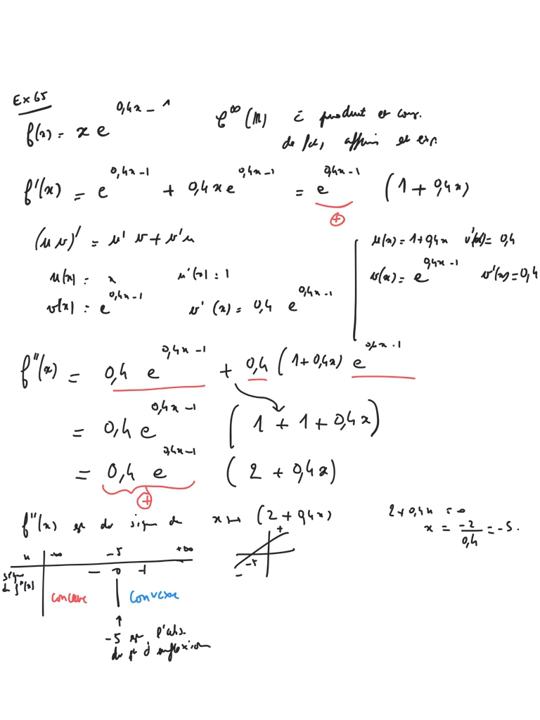 Ex 65
f(x) = x e^{0,4x-1} C^∞(ℝ) c product et
de affines et exp.
f'(x) = e^{0,4x-1} + 0,4x e^{0,4x-1} = e^{0,4x-1} (1 + 0,4x)
⊕
(uv)' = u'v + v'u
u(x) = x u'(x) = 1
v(x) = e^{0,4x-1} v'(x) = 0,4 e^{0,4x-1}
u(x) = 1 + 0,4x u'(x) = 0,4
v(x) = e^{0,4x-1} v'(x) = 0,4
f''(x) = 0,4 e^{0,4x-1} + 0,4 (1 + 0,4x) e^{0,4x-1}
= 0,4 e^{0,4x-1} (1 + 1 + 0,4x)
= 0,4 e^{0,4x-1} (2 + 0,4x)
⊕
f''(x) est du signe de x ↦ (2 + 0,4x)
2 + 0,4x = 0
x = -2/0,4 = -5.
x -∞ -5 +∞
signe de f''(x) - 0 +
concave convexe
+
-5
-
-5 est l'abs.
du pt d'inflexion